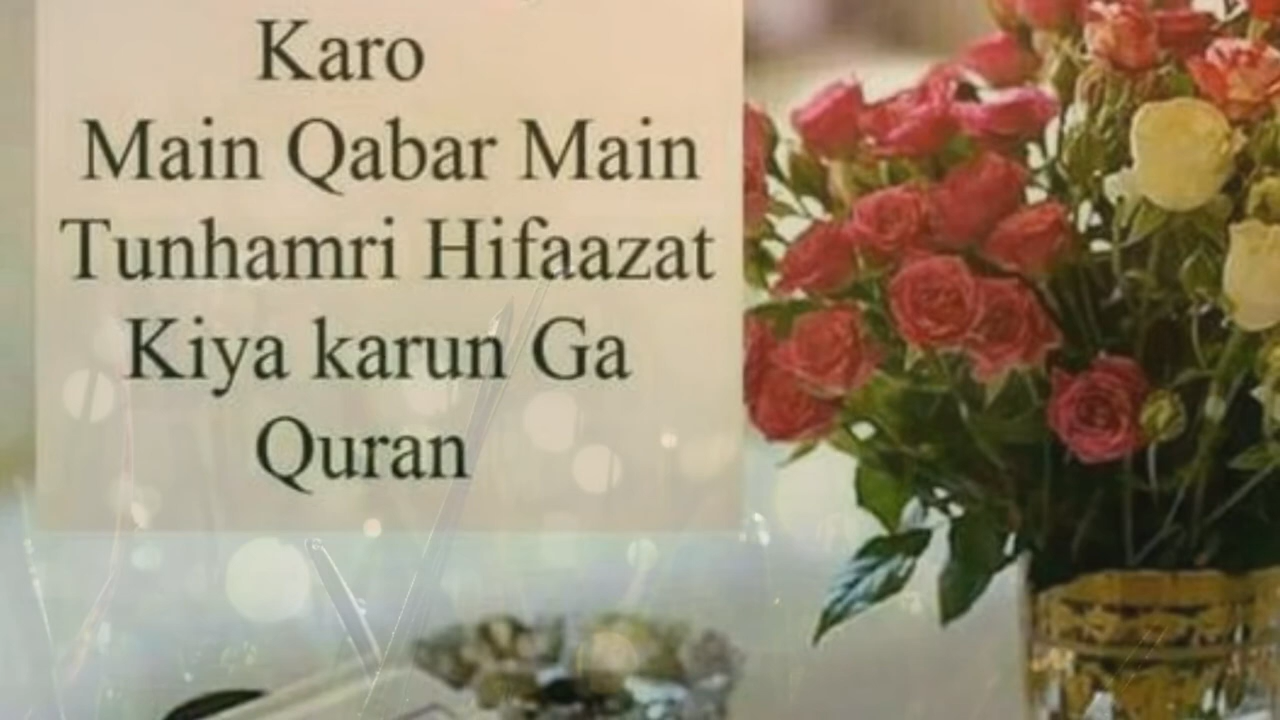 Karo
Main Qabar Main
Tunhamri Hifaazat
Kiya karun Ga
Quran